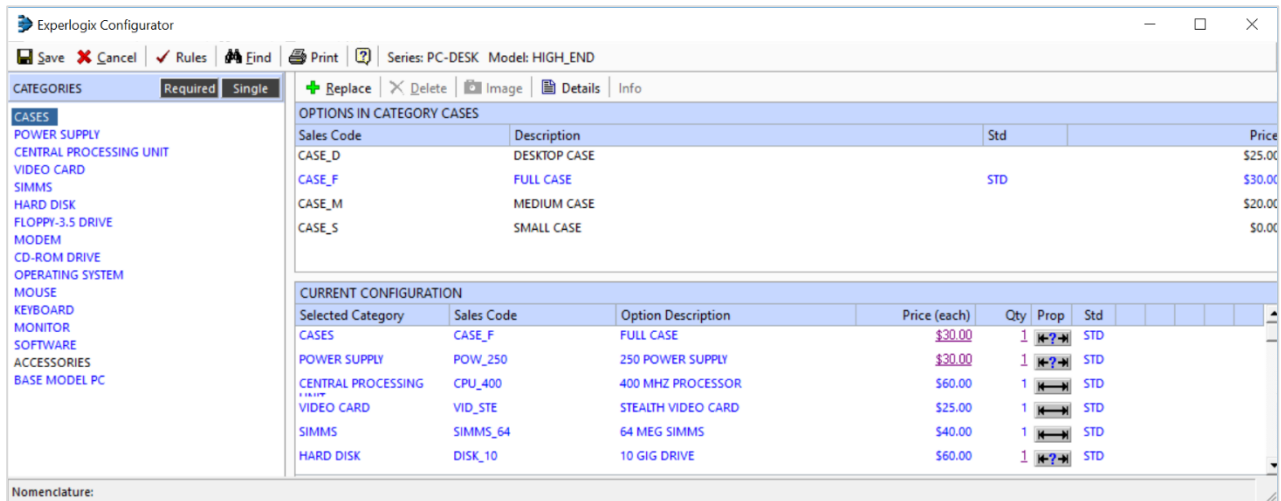 Experlogix Configurator
Save Cancel Rules Find Print Series: PC-DESK Model: HIGH_END
CATEGORIES Required Single
CASES
POWER SUPPLY
CENTRAL PROCESSING UNIT
VIDEO CARD
SIMMS
HARD DISK
FLOPPY-3.5 DRIVE
MODEM
CD-ROM DRIVE
OPERATING SYSTEM
MOUSE
KEYBOARD
MONITOR
SOFTWARE
ACCESSORIES
BASE MODEL PC
Replace Delete Image Details Info
OPTIONS IN CATEGORY CASES
Sales Code Description Std Price
CASE_D DESKTOP CASE $25.00
CASE_F FULL CASE STD $30.00
CASE_M MEDIUM CASE $20.00
CASE_S SMALL CASE $0.00
CURRENT CONFIGURATION
Selected Category Sales Code Option Description Price (each) Qty Prop Std
CASES CASE_F FULL CASE $30.00 1 ? STD
POWER SUPPLY POW_250 250 POWER SUPPLY $30.00 1 ? STD
CENTRAL PROCESSING CPU_400 400 MHZ PROCESSOR $60.00 1 STD
VIDEO CARD VID_STE STEALTH VIDEO CARD $25.00 1 STD
SIMMS SIMMS_64 64 MEG SIMMS $40.00 1 STD
HARD DISK DISK_10 10 GIG DRIVE $60.00 1 ? STD
Nomenclature: